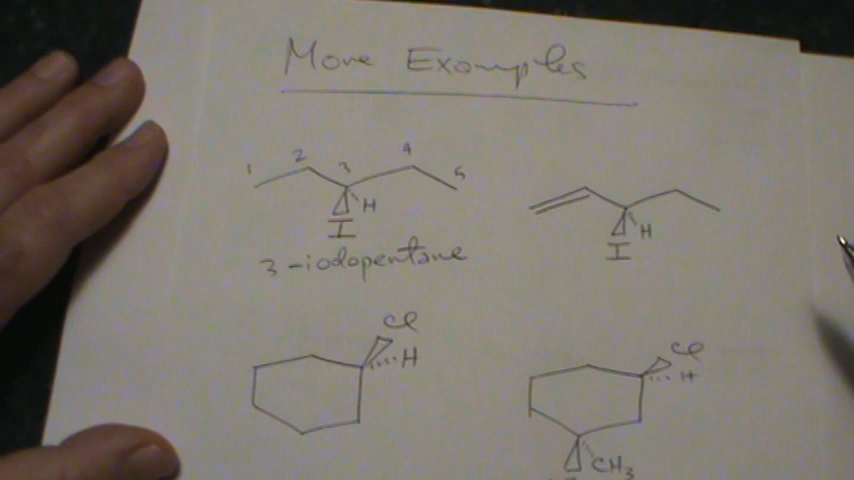 More Examples
1 2 3 4 5
H
I
3-iodopentane
H
I
Cl
H
Cl
H
CH3